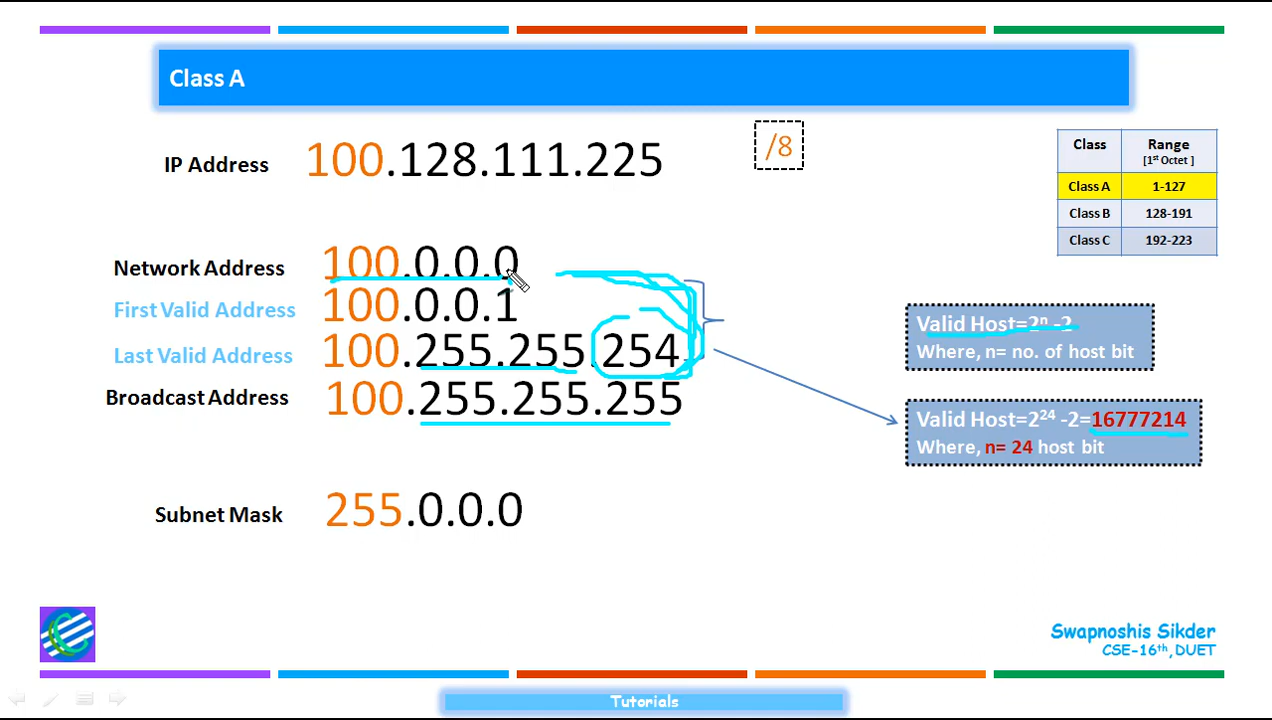 Class A
IP Address 100.128.111.225
/8
Class Range
[1st Octet ]
Class A 1-127
Class B 128-191
Class C 192-223
Network Address 100.0.0.0
First Valid Address 100.0.0.1
Last Valid Address 100.255.255.254
Broadcast Address 100.255.255.255
Valid Host=2ⁿ -2
Where, n= no. of host bit
Valid Host=2²⁴ -2=16777214
Where, n= 24 host bit
Subnet Mask 255.0.0.0
Swapnoshis Sikder
CSE-16th,DUET
Tutorials